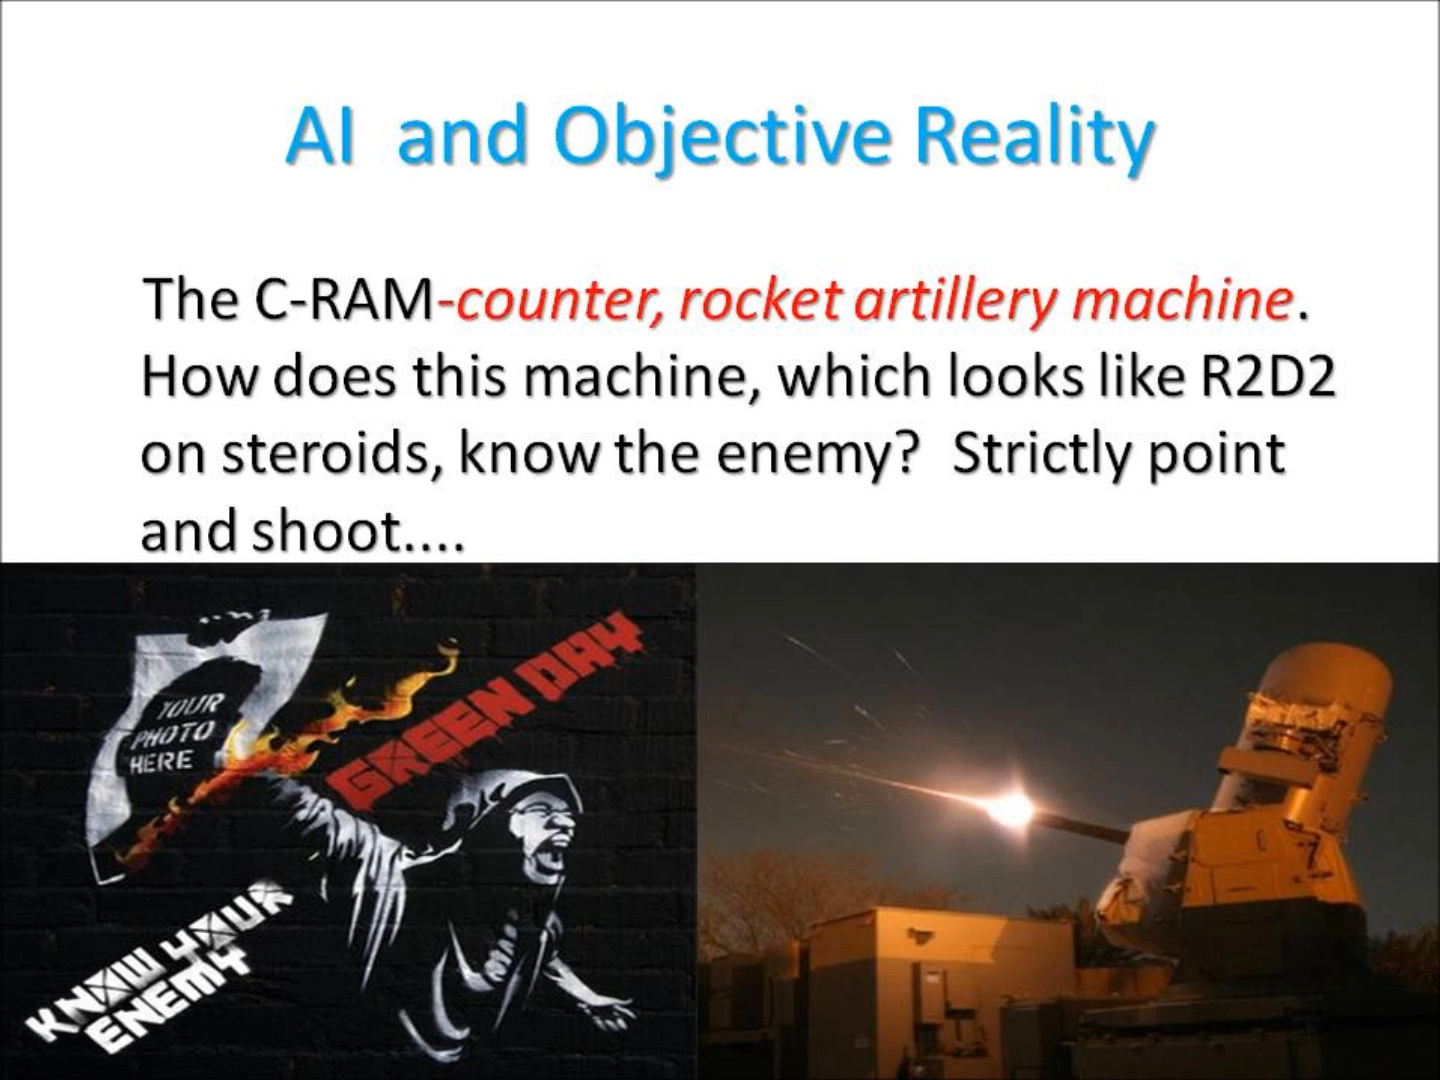 AI  and Objective Reality
The C-RAM-counter, rocket artillery machine.
How does this machine, which looks like R2D2
on steroids, know the enemy?  Strictly point
and shoot....
YOUR
PHOTO
HERE
GREEN DAY
KNOW YOUR
ENEMY